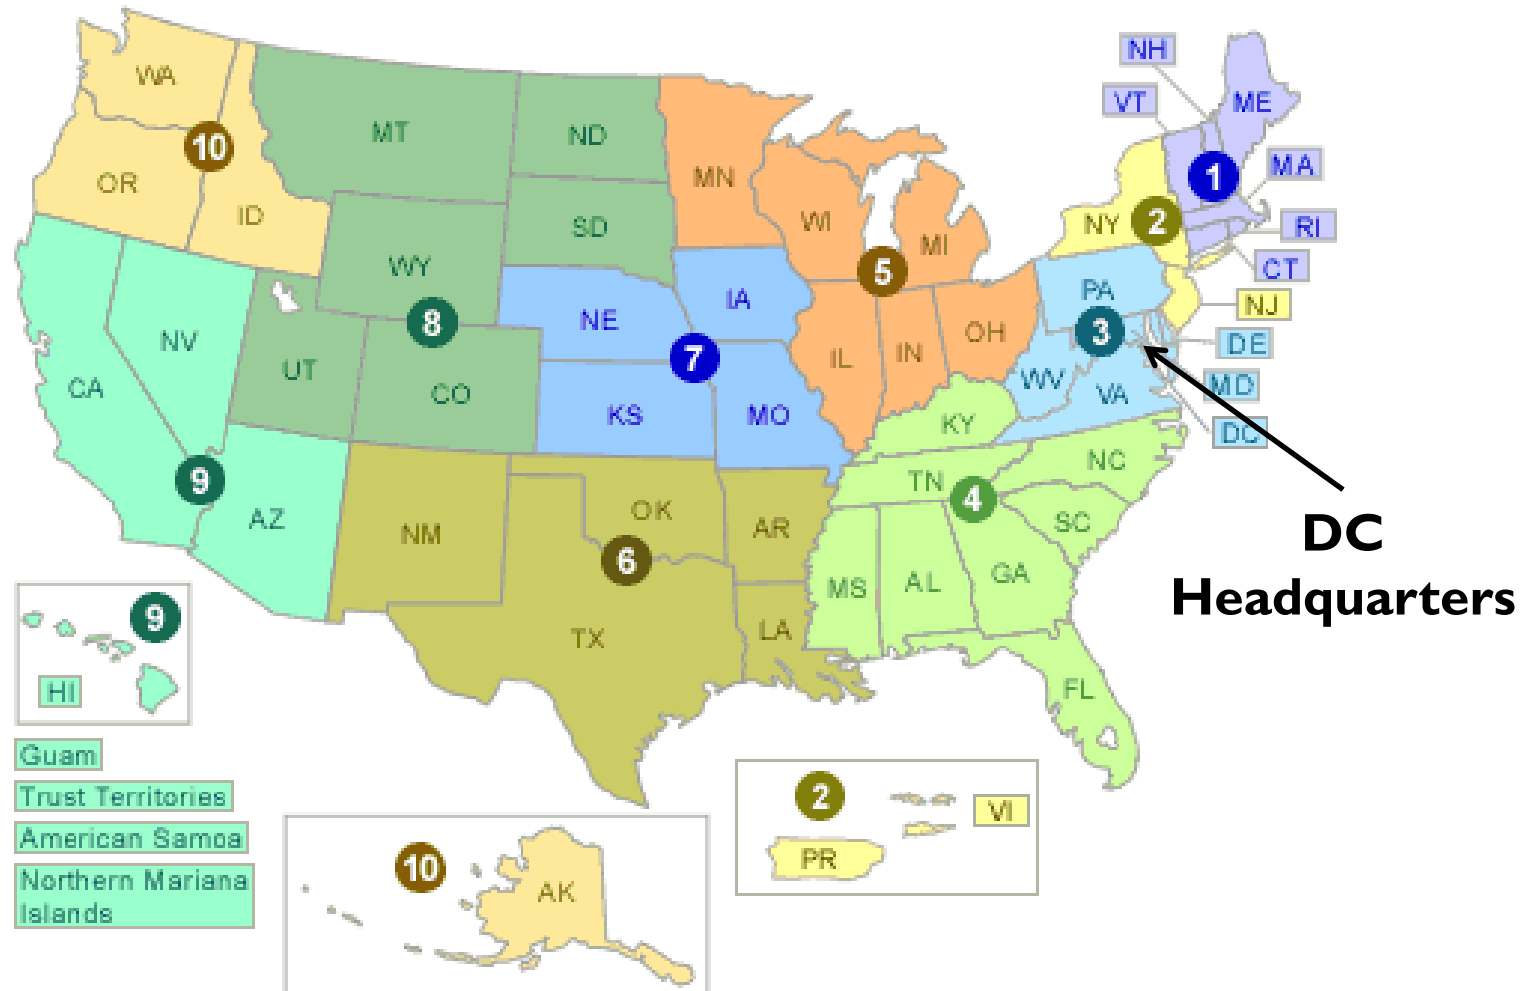 NH
VT
ME
WA
MT
ND
MN
10
MA
1
OR
ID
SD
WI
MI
NY
2
RI
WY
5
CT
PA
NJ
NE
IA
8
3
DE
NV
7
IL
IN
OH
UT
CA
CO
WV
MD
VA
KS
MO
KY
DC
NC
9
TN
4
AZ
NM
OK
AR
SC
DC
Headquarters
6
MS
AL
GA
9
TX
LA
HI
FL
Guam
Trust Territories
2
VI
American Samoa
PR
10
AK
Northern Mariana
Islands